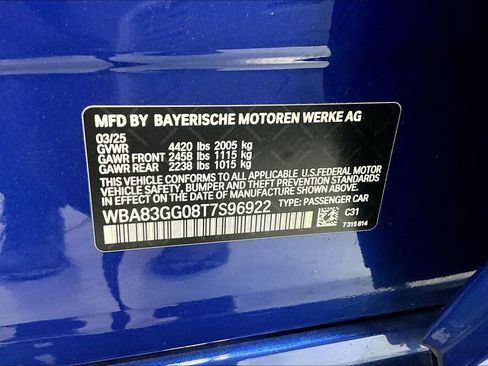 MFD BY BAYERISCHE MOTOREN WERKE AG
03/25
GVWR 4420 lbs 2005 kg
GAWR FRONT 2458 lbs 1115 kg
GAWR REAR 2238 lbs 1015 kg
THIS VEHICLE CONFORMS TO ALL APPLICABLE U.S. FEDERAL MOTOR
VEHICLE SAFETY, BUMPER, AND THEFT PREVENTION STANDARDS
IN EFFECT ON THE DATE OF MANUFACTURE SHOWN ABOVE.
WBA83GG08T7S96922 TYPE: PASSENGER CAR
C31
7 315 814